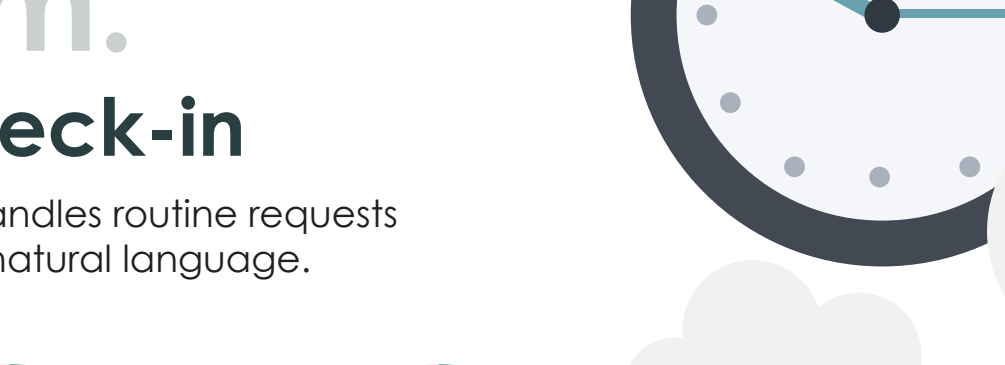 m.
eck-in
andles routine requests
natural language.